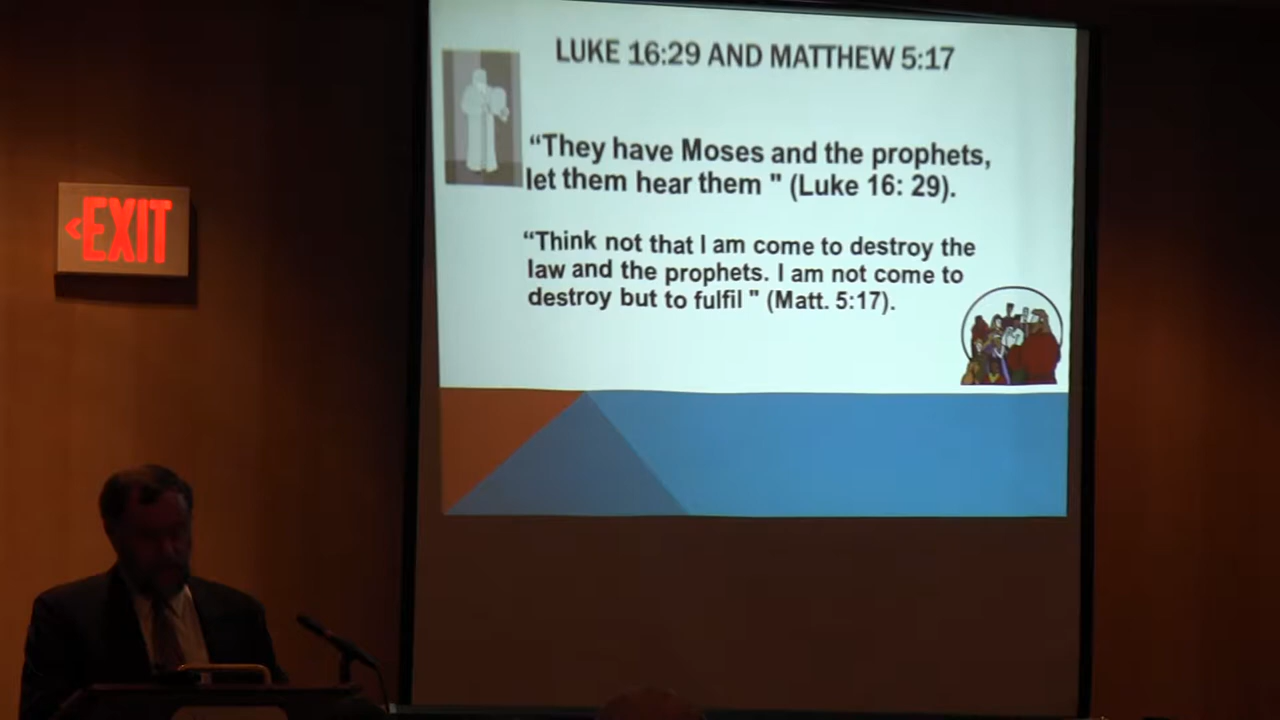 <EXIT
LUKE 16:29 AND MATTHEW 5:17
“They have Moses and the prophets,
let them hear them " (Luke 16: 29).
“Think not that I am come to destroy the
law and the prophets. I am not come to
destroy but to fulfil " (Matt. 5:17).